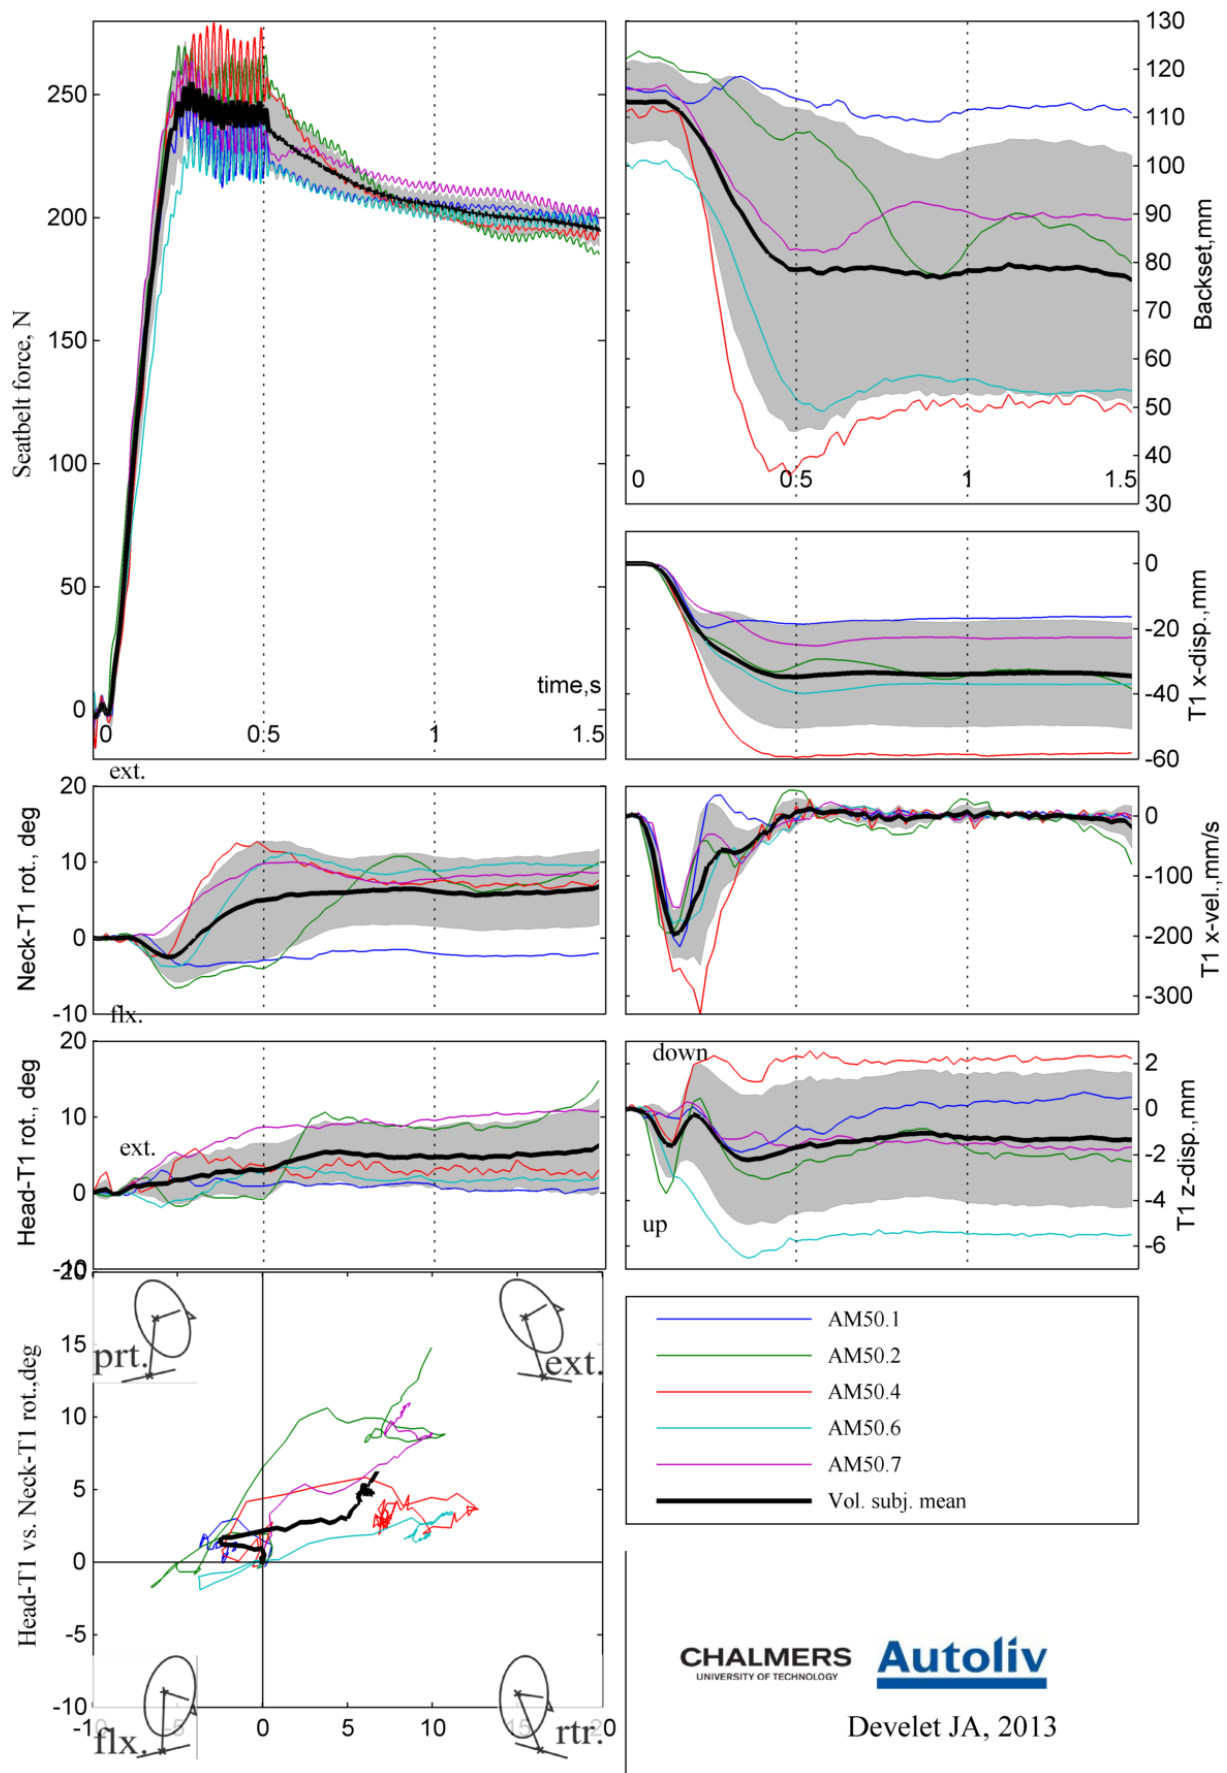 Seatbelt force, N
250
200
150
100
50
0
time,s
0
0.5
1
1.5
130
120
110
100
90
80
70
60
50
40
30
Backset,mm
0
0.5
1
1.5
0
-20
-40
-60
T1 x-disp.,mm
ext.
20
10
0
-10
Neck-T1 rot., deg
flx.
0
-100
-200
-300
T1 x-vel.,mm/s
20
10
0
-10
Head-T1 rot., deg
ext.
down
2
0
-2
-4
-6
T1 z-disp.,mm
up
Head-T1 vs. Neck-T1 rot.,deg
20
15
10
5
0
-5
-10
prt.
ext.
flx.
rtr.
-10
-5
0
5
10
15
20
AM50.1
AM50.2
AM50.4
AM50.6
AM50.7
Vol. subj. mean
CHALMERS
UNIVERSITY OF TECHNOLOGY
Autoliv
Develet JA, 2013